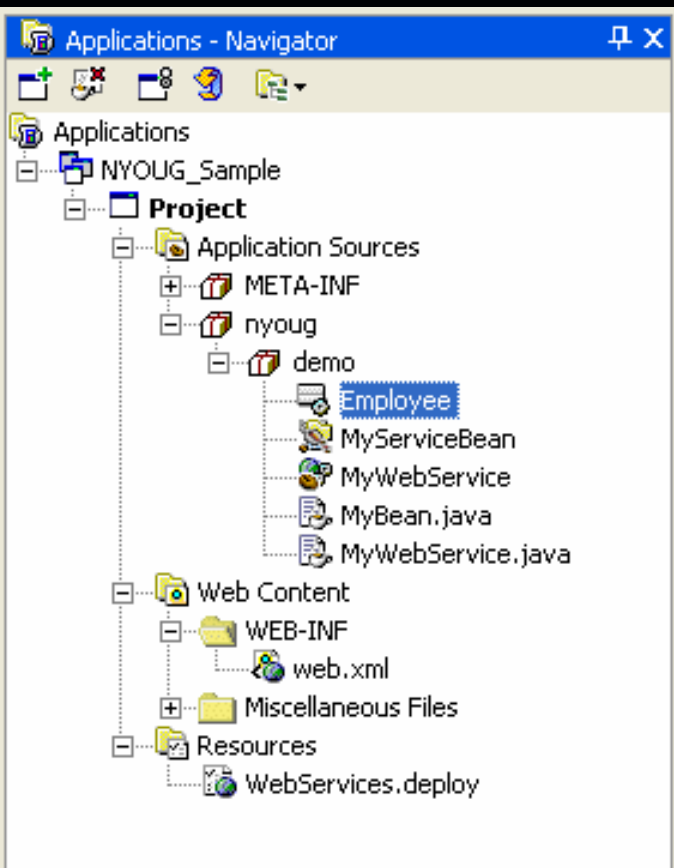 Applications - Navigator
Applications
NYOUG_Sample
Project
Application Sources
META-INF
nyoug
demo
Employee
MyServiceBean
MyWebService
MyBean.java
MyWebService.java
Web Content
WEB-INF
web.xml
Miscellaneous Files
Resources
WebServices.deploy